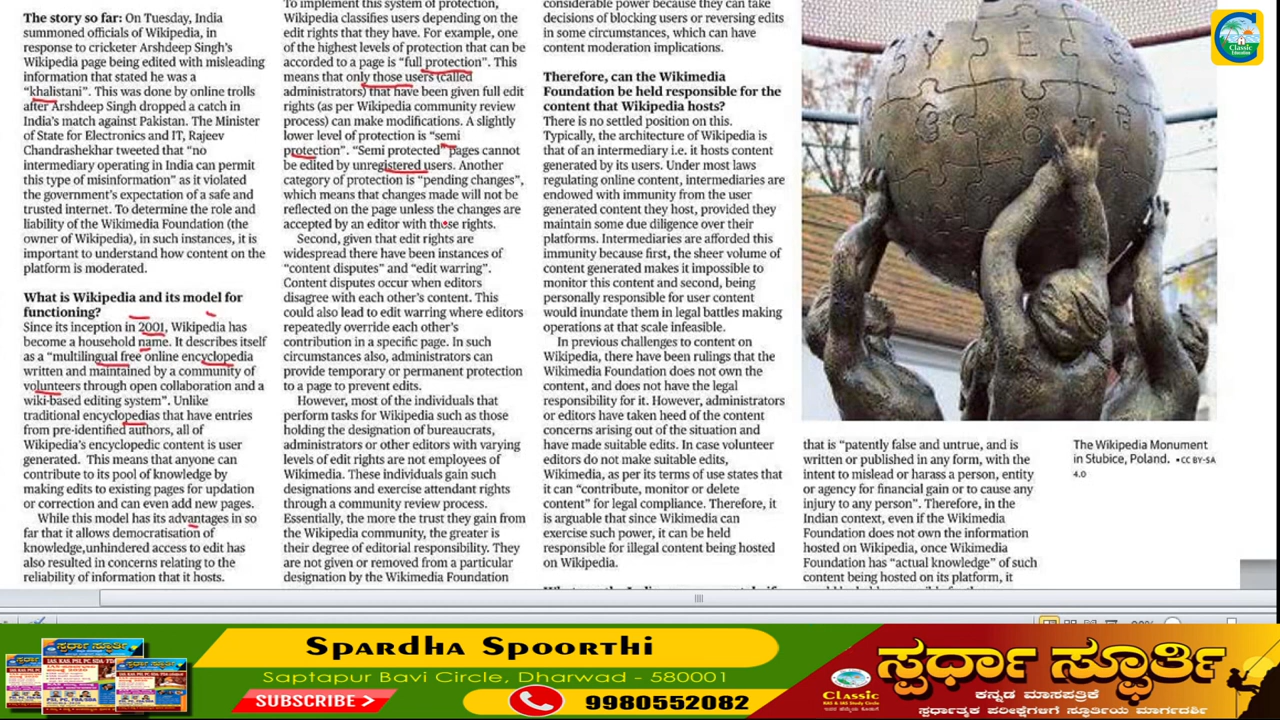 The story so far: On Tuesday, India
summoned officials of Wikipedia, in
response to cricketer Arshdeep Singh's
Wikipedia page being edited with misleading
information that stated he was a
“khalistani”. This was done by online trolls
after Arshdeep Singh dropped a catch in
India's match against Pakistan. The Minister
of State for Electronics and IT, Rajeev
Chandrashekhar tweeted that “no
intermediary operating in India can permit
this type of misinformation” as it violated
the government's expectation of a safe and
trusted internet. To determine the role and
liability of the Wikimedia Foundation (the
owner of Wikipedia), in such instances, it is
important to understand how content on the
platform is moderated.
What is Wikipedia and its model for
functioning?
Since its inception in 2001, Wikipedia has
become a household name. It describes itself
as a “multilingual free online encyclopedia
written and maintained by a community of
volunteers through open collaboration and a
wiki-based editing system”. Unlike
traditional encyclopedias that have entries
from pre-identified authors, all of
Wikipedia's encyclopedic content is user
generated. This means that anyone can
contribute to its pool of knowledge by
making edits to existing pages for updation
or correction and can even add new pages.
While this model has its advantages in so
far that it allows democratisation of
knowledge,unhindered access to edit has
also resulted in concerns relating to the
reliability of information that it hosts.
To implement this system of protection,
Wikipedia classifies users depending on the
edit rights that they have. For example, one
of the highest levels of protection that can be
accorded to a page is “full protection”. This
means that only those users (called
administrators) that have been given full edit
rights (as per Wikipedia community review
process) can make modifications. A slightly
lower level of protection is “semi
protection”. “Semi protected” pages cannot
be edited by unregistered users. Another
category of protection is “pending changes”,
which means that changes made will not be
reflected on the page unless the changes are
accepted by an editor with those rights.
Second, given that edit rights are
widespread there have been instances of
“content disputes” and “edit warring”.
Content disputes occur when editors
disagree with each other's content. This
could also lead to edit warring where editors
repeatedly override each other's
contribution in a specific page. In such
circumstances also, administrators can
provide temporary or permanent protection
to a page to prevent edits.
However, most of the individuals that
perform tasks for Wikipedia such as those
holding the designation of bureaucrats,
administrators or other editors with varying
levels of edit rights are not employees of
Wikimedia. These individuals gain such
designations and exercise attendant rights
through a community review process.
Essentially, the more the trust they gain from
the Wikipedia community, the greater is
their degree of editorial responsibility. They
are not given or removed from a particular
designation by the Wikimedia Foundation
considerable power because they can take
decisions of blocking users or reversing edits
in some circumstances, which can have
content moderation implications.
Therefore, can the Wikimedia
Foundation be held responsible for the
content that Wikipedia hosts?
There is no settled position on this.
Typically, the architecture of Wikipedia is
that of an intermediary i.e. it hosts content
generated by its users. Under most laws
regulating online content, intermediaries are
endowed with immunity from the user
generated content they host, provided they
maintain some due diligence over their
platforms. Intermediaries are afforded this
immunity because first, the sheer volume of
content generated makes it impossible to
monitor this content and second, being
personally responsible for user content
would inundate them in legal battles making
operations at that scale infeasible.
In previous challenges to content on
Wikipedia, there have been rulings that the
Wikimedia Foundation does not own the
content, and does not have the legal
responsibility for it. However, administrators
or editors have taken heed of the content
concerns arising out of the situation and
have made suitable edits. In case volunteer
editors do not make suitable edits,
Wikimedia, as per its terms of use states that
it can “contribute, monitor or delete
content” for legal compliance. Therefore, it
is arguable that since Wikimedia can
exercise such power, it can be held
responsible for illegal content being hosted
on Wikipedia.
that is “patently false and untrue, and is
written or published in any form, with the
intent to mislead or harass a person, entity
or agency for financial gain or to cause any
injury to any person”. Therefore, in the
Indian context, even if the Wikimedia
Foundation does not own the information
hosted on Wikipedia, once Wikimedia
Foundation has “actual knowledge” of such
content being hosted on its platform, it
The Wikipedia Monument
in Słubice, Poland. •CC BY-SA
4.0
Classic
Education
SPARDHA SPOORTHI
Saptapur Bavi Circle, Dharwad - 580001
SUBSCRIBE
9980552082
Classic
ಸ್ಪರ್ಧಾ ಸ್ಫೂರ್ತಿ
ಕನ್ನಡ ಮಾಸಪತ್ರಿಕೆ
ಸ್ಪರ್ಧಾತ್ಮಕ ಪರೀಕ್ಷೆಗಳಿಗೆ ಸ್ಫೂರ್ತಿಯ ಮಾರ್ಗದರ್ಶಿ